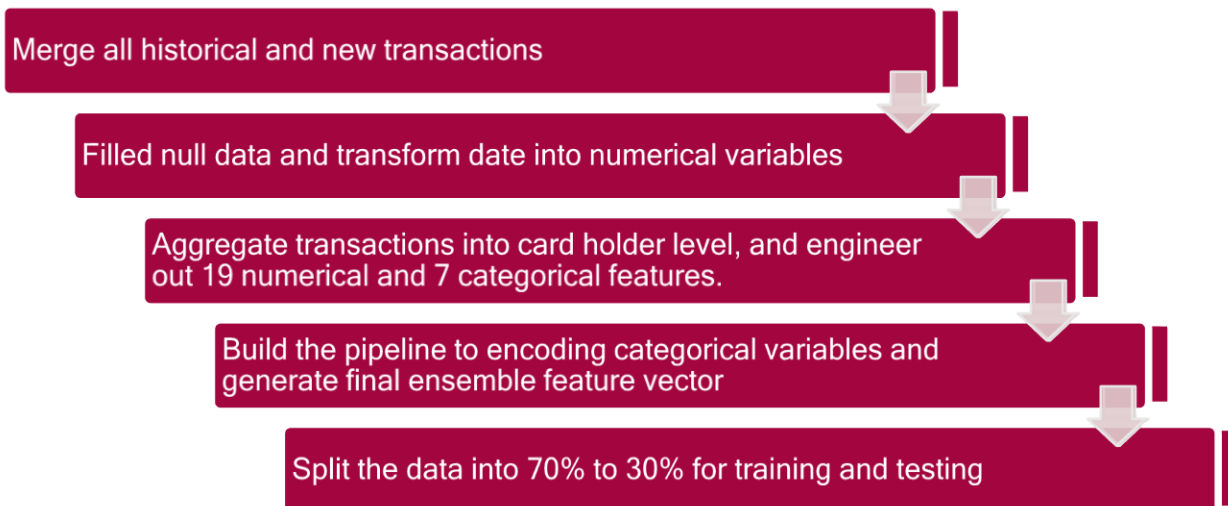 Merge all historical and new transactions
Filled null data and transform date into numerical variables
Aggregate transactions into card holder level, and engineer
out 19 numerical and 7 categorical features.
Build the pipeline to encoding categorical variables and
generate final ensemble feature vector
Split the data into 70% to 30% for training and testing